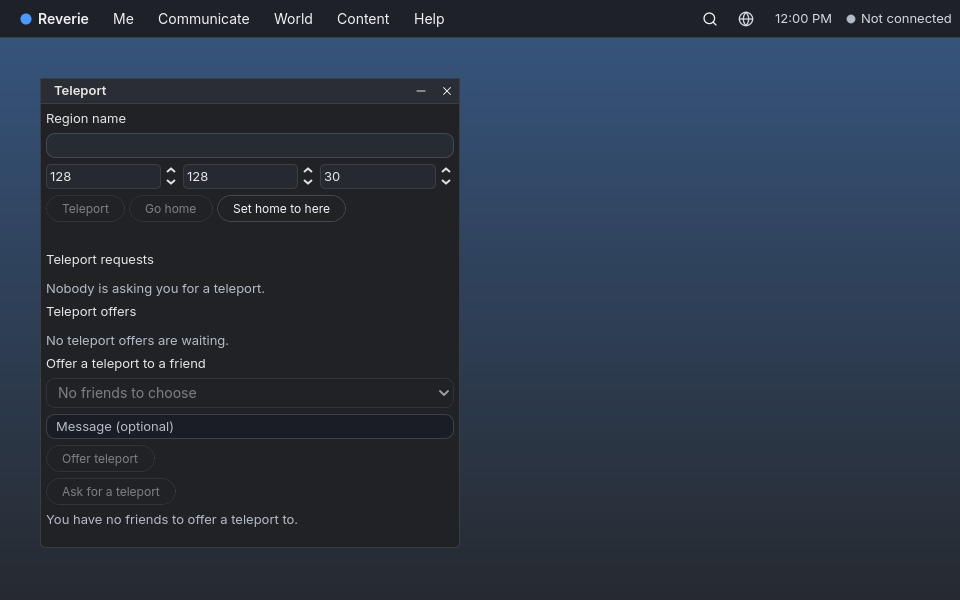 Reverie Me Communicate World Content Help 12:00 PM Not connected
Teleport
Region name
128 128 30
Teleport Go home Set home to here
Teleport requests
Nobody is asking you for a teleport.
Teleport offers
No teleport offers are waiting.
Offer a teleport to a friend
No friends to choose
Message (optional)
Offer teleport
Ask for a teleport
You have no friends to offer a teleport to.